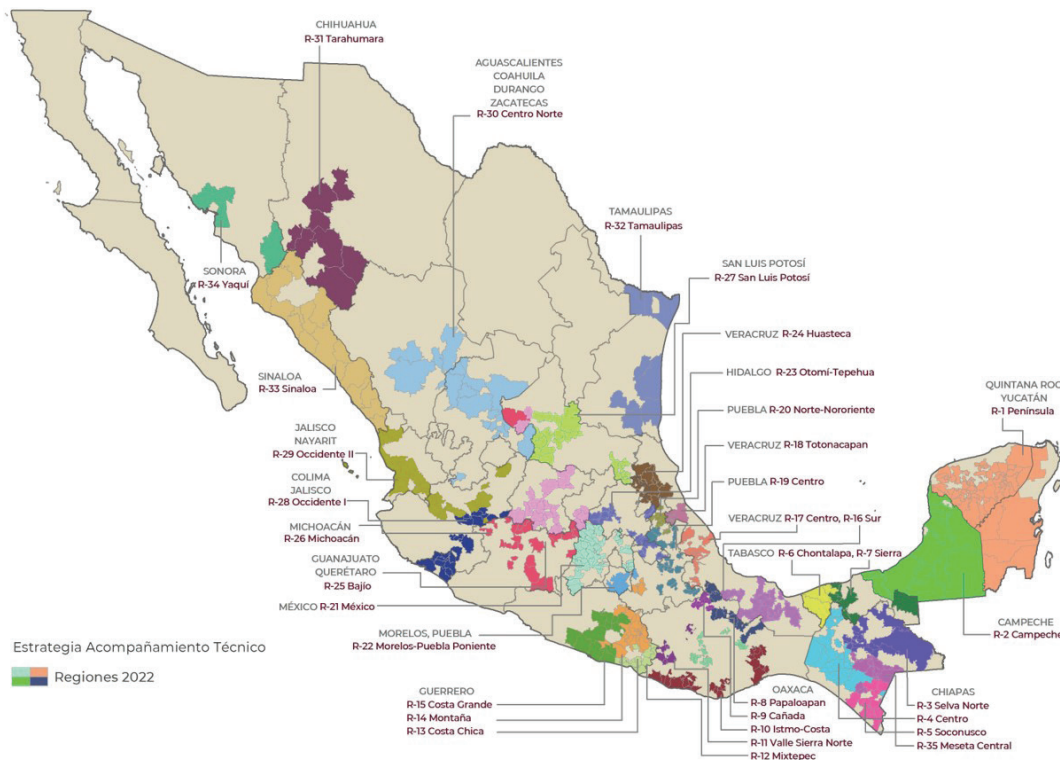 CHIHUAHUA
R-31 Tarahumara
AGUASCALIENTES
COAHUILA
DURANGO
ZACATECAS
R-30 Centro Norte
TAMAULIPAS
R-32 Tamaulipas
SAN LUIS POTOSÍ
R-27 San Luis Potosí
SONORA
R-34 Yaquí
VERACRUZ R-24 Huasteca
HIDALGO R-23 Otomí-Tepehua
SINALOA
R-33 Sinaloa
QUINTANA ROO
YUCATÁN
R-1 Península
PUEBLA R-20 Norte-Nororiente
JALISCO
NAYARIT
R-29 Occidente II
VERACRUZ R-18 Totonacapan
COLIMA
JALISCO
R-28 Occidente I
PUEBLA R-19 Centro
MICHOACÁN
R-26 Michoacán
VERACRUZ R-17 Centro, R-16 Sur
TABASCO R-6 Chontalapa, R-7 Sierra
GUANAJUATO
QUERÉTARO
R-25 Bajío
MÉXICO R-21 México
CAMPECHE
R-2 Campeche
MORELOS, PUEBLA
R-22 Morelos-Puebla Poniente
Estrategia Acompañamiento Técnico
Regiones 2022
GUERRERO
R-15 Costa Grande
R-14 Montaña
R-13 Costa Chica
OAXACA
R-8 Papaloapan
R-9 Cañada
R-10 Istmo-Costa
R-11 Valle Sierra Norte
R-12 Mixtepec
CHIAPAS
R-3 Selva Norte
R-4 Centro
R-5 Soconusco
R-35 Meseta Central